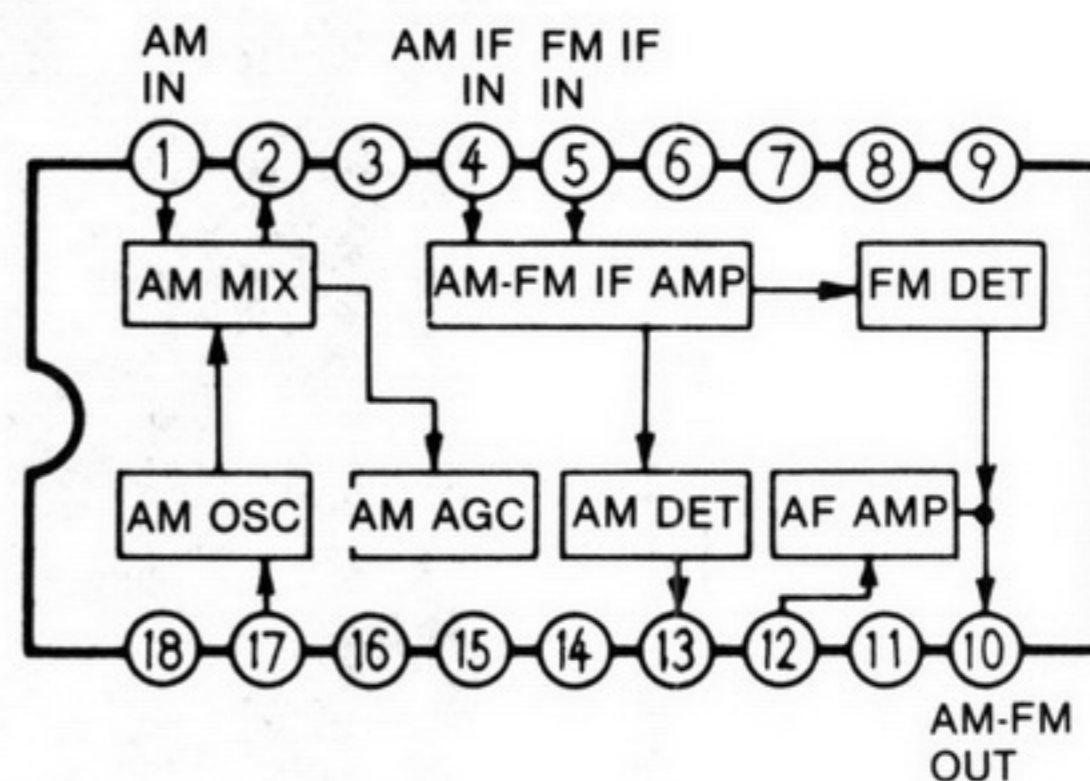 AM
IN
AM IF
IN
FM IF
IN
1 2 3 4 5 6 7 8 9
AM MIX
AM-FM IF AMP
FM DET
AM OSC
AM AGC
AM DET
AF AMP
18 17 16 15 14 13 12 11 10
AM-FM
OUT